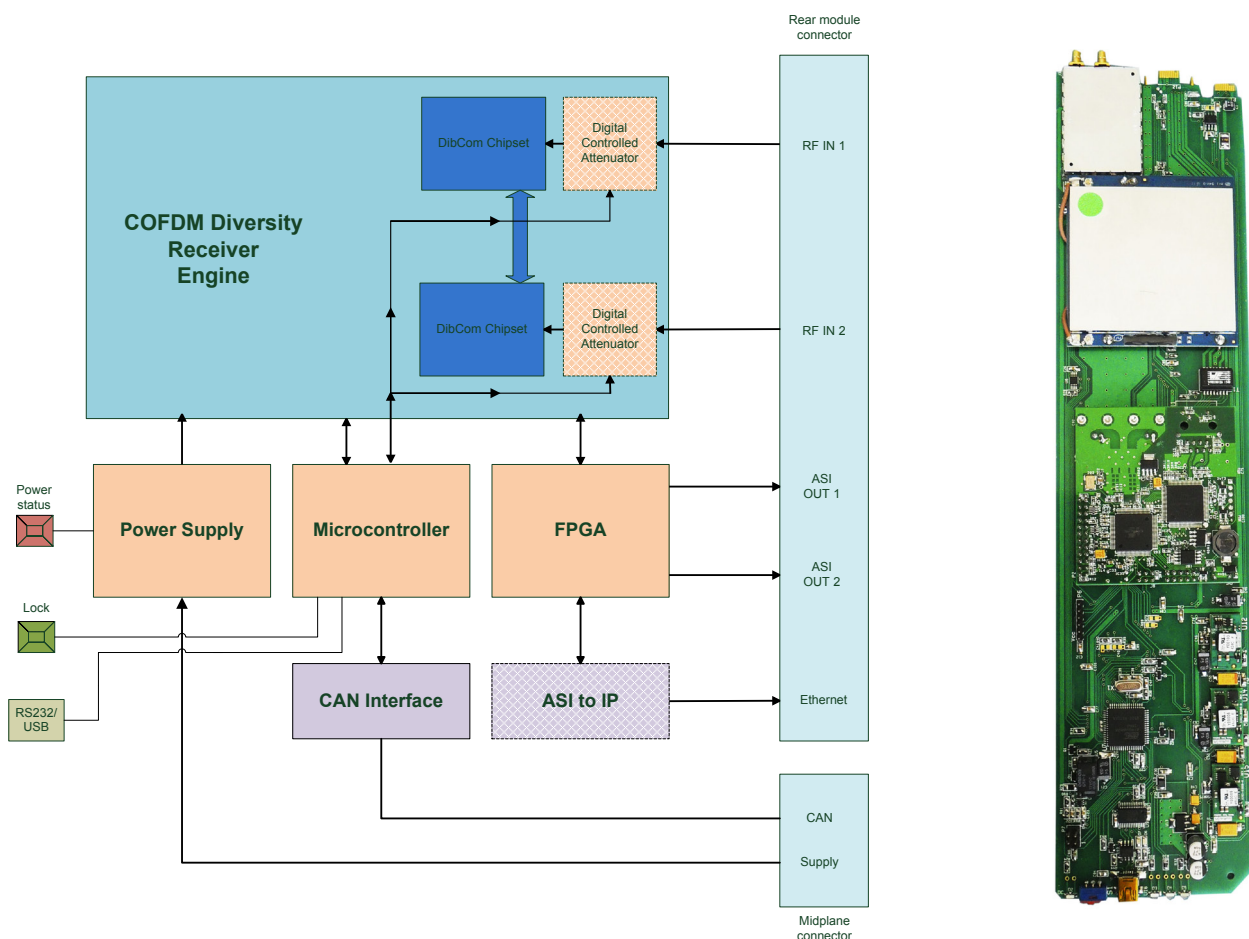 Rear module
connector
DibCom Chipset
Digital
Controlled
Attenuator
RF IN 1
COFDM Diversity
Receiver
Engine
DibCom Chipset
Digital
Controlled
Attenuator
RF IN 2
Power
status
Power Supply
Microcontroller
FPGA
ASI
OUT 1
ASI
OUT 2
Lock
RS232/
USB
CAN Interface
ASI to IP
Ethernet
CAN
Supply
Midplane
connector